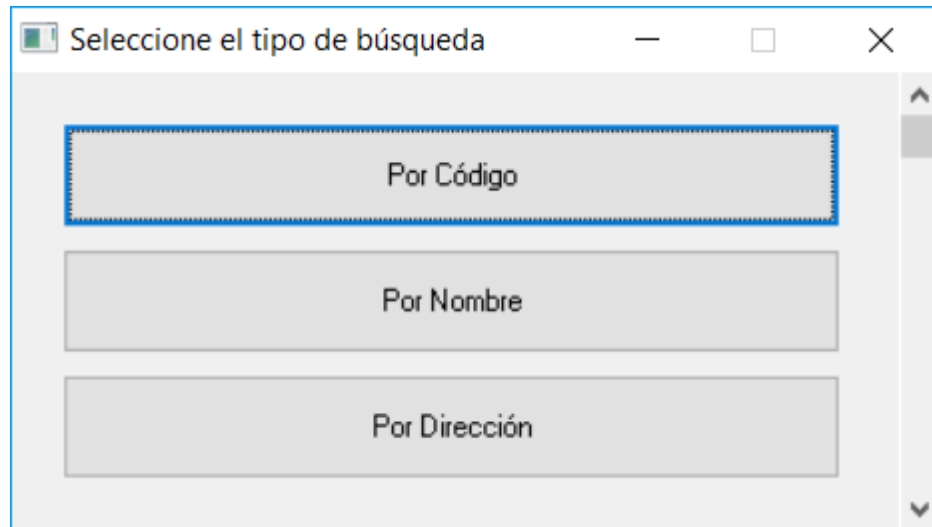 Seleccione el tipo de búsqueda
Por Código
Por Nombre
Por Dirección